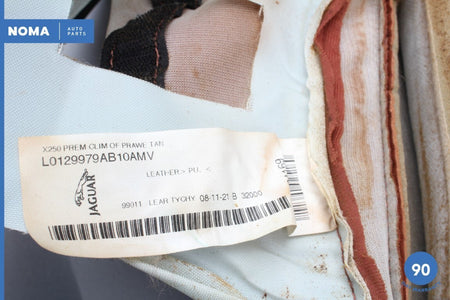 NOMA
AUTO
PARTS
X250 PREM CLIM OF PRAWE TAN
L0129979AB10AMV
LEATHER > PU. <
JAGUAR
99011 LEAR TYCHY 08-11-21 B 32000
90